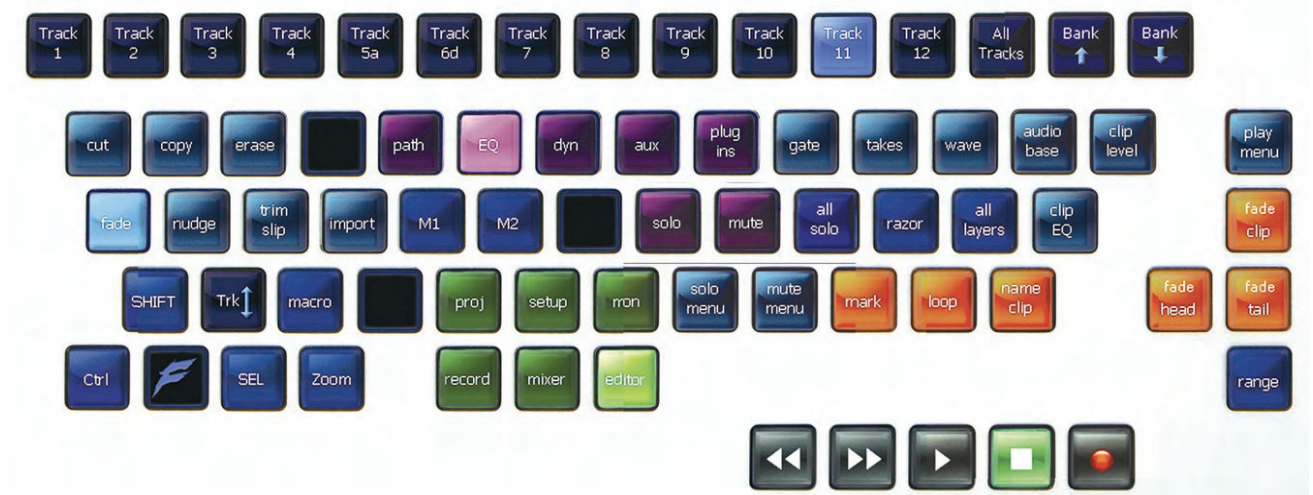 Track 1 Track 2 Track 3 Track 4 Track 5a Track 6d Track 7 Track 8 Track 9 Track 10 Track 11 Track 12 All Tracks Bank Bank
cut copy erase path EQ dyn aux plug ins gate takes wave audio base clip level play menu
fade nudge trim slip import M1 M2 solo mute all solo razor all layers clip EQ fade clip
SHIFT Trk macro proj setup mon solo menu mute menu mark loop name clip fade head fade tail
Ctrl SEL Zoom record mixer editor range